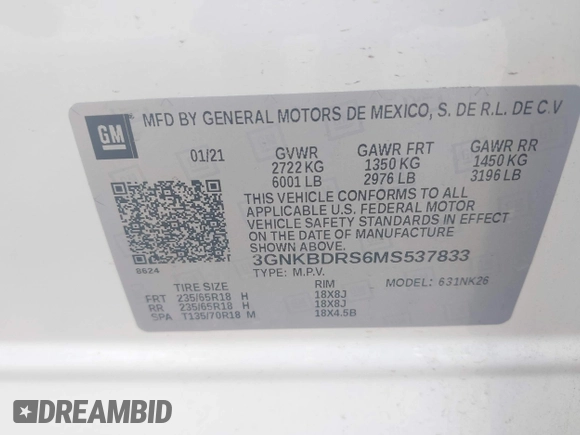 GM
MFD BY GENERAL MOTORS DE MEXICO, S. DE R.L. DE C.V
01/21 GVWR GAWR FRT GAWR RR
2722 KG 1350 KG 1450 KG
6001 LB 2976 LB 3196 LB
THIS VEHICLE CONFORMS TO ALL
APPLICABLE U.S. FEDERAL MOTOR
VEHICLE SAFETY STANDARDS IN EFFECT
ON THE DATE OF MANUFACTURE
SHOWN ABOVE.
3GNKBDRS6MS537833
8624 TYPE: M.P.V.
TIRE SIZE RIM MODEL: 631NK26
FRT 235/65R18 H 18X8J
RR 235/65R18 H 18X8J
SPA T135/70R18 M 18X4.5B
DREAMBID